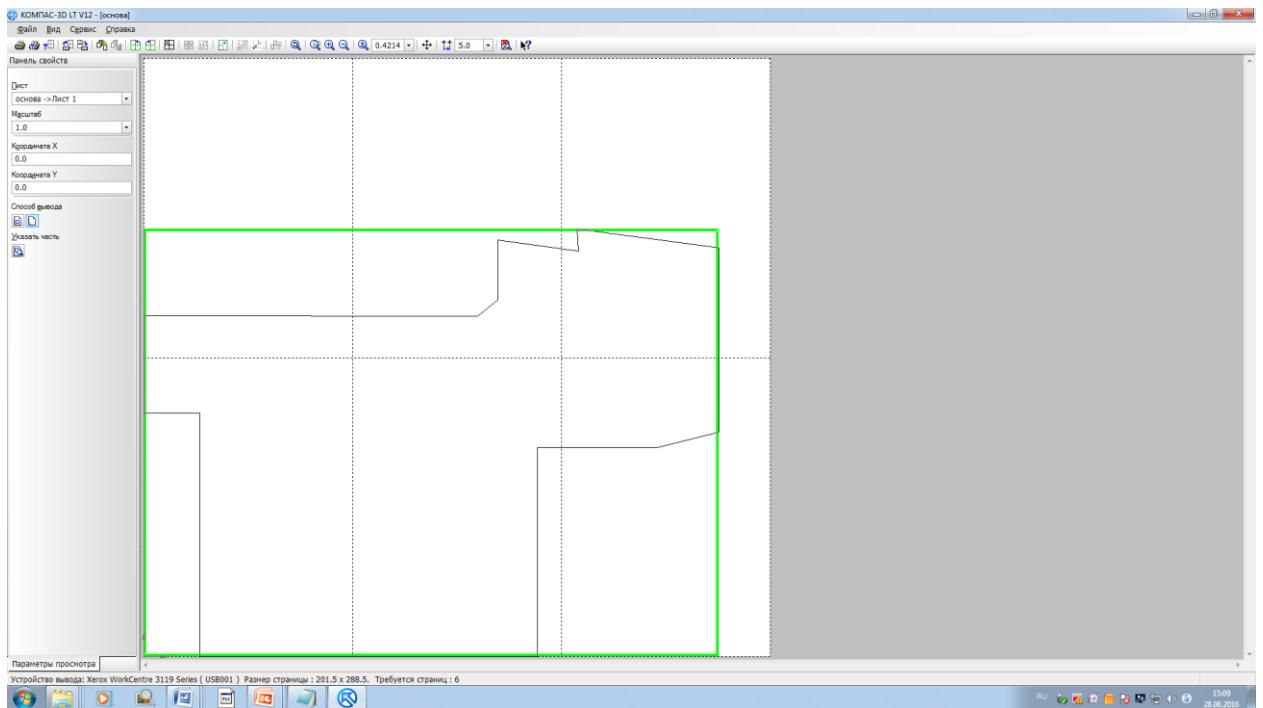 КОМПАС-3D LT V12 - [основа]
Файл Вид Сервис Справка
0.4214 5.0
Панель свойств
Лист
основа ->Лист 1
Масштаб
1.0
Координата X
0.0
Координата Y
0.0
Способ вывода
Указать часть
Параметры просмотра
Устройство вывода: Xerox WorkCentre 3119 Series ( USB001 ) Размер страницы : 201.5 x 288.5. Требуется страниц : 6
RU
15:09
28.06.2016